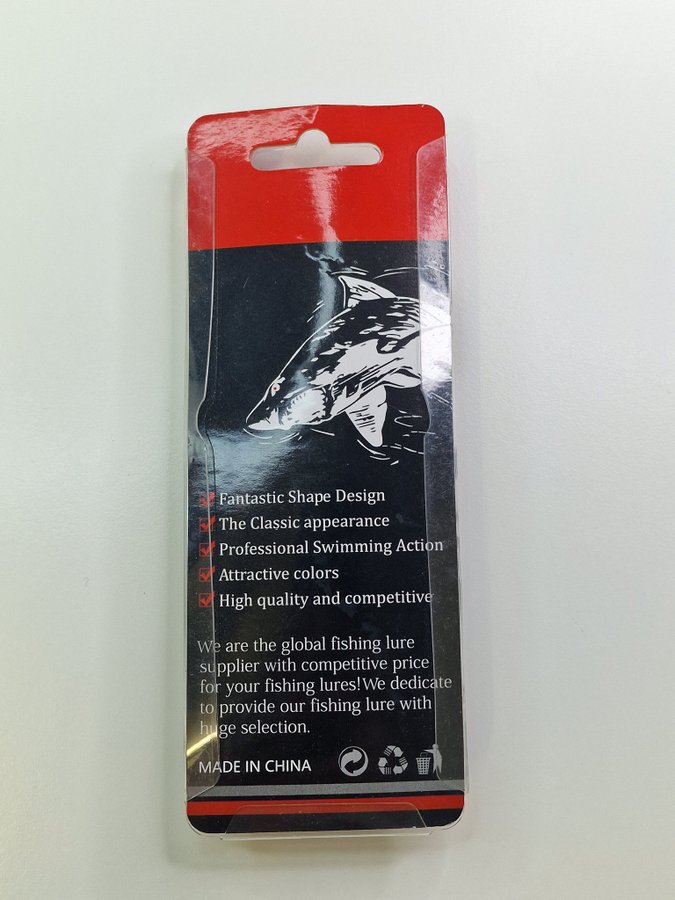 Fantastic Shape Design
The Classic appearance
Professional Swimming Action
Attractive colors
High quality and competitive
We are the global fishing lure
supplier with competitive price
for your fishing lures!We dedicate
to provide our fishing lure with
huge selection.
MADE IN CHINA